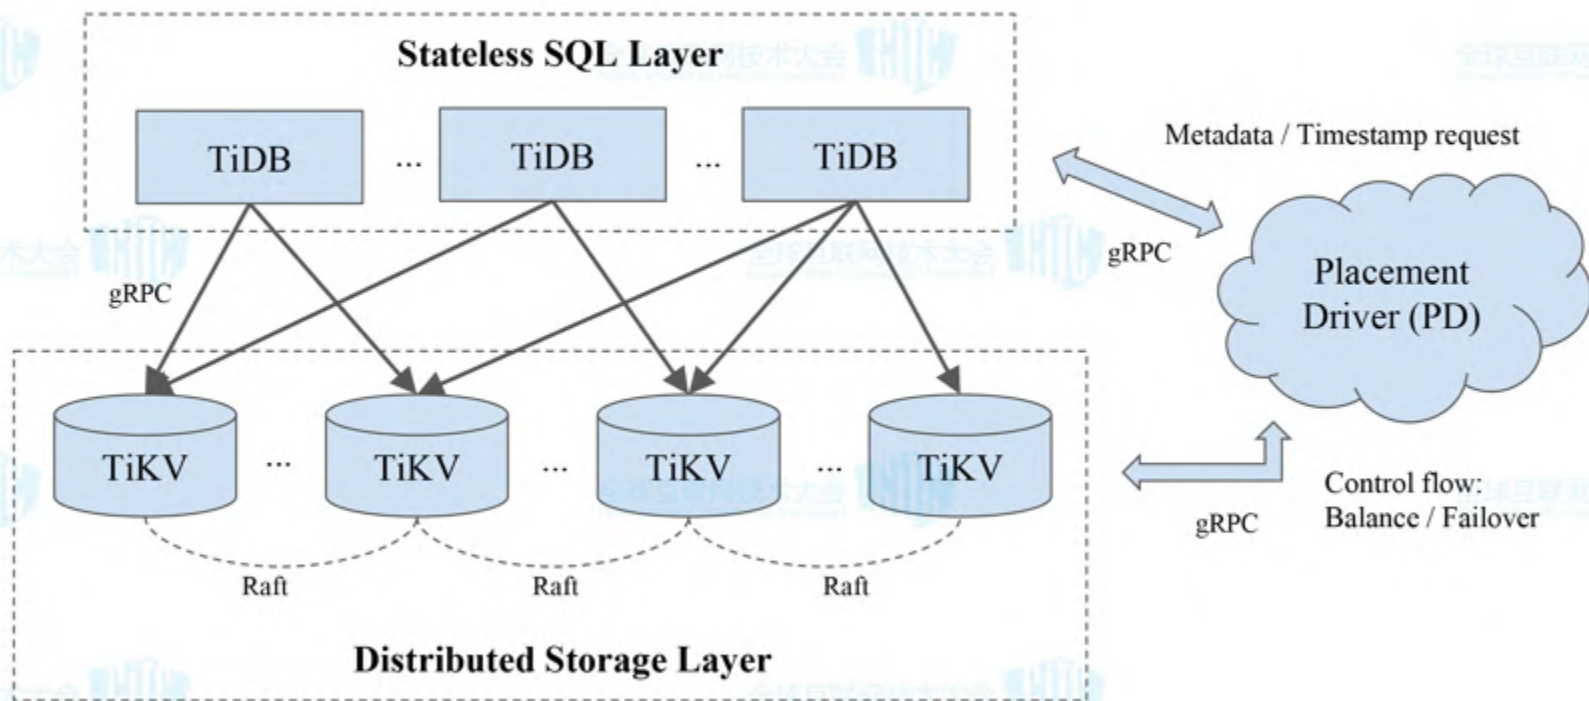 Stateless SQL Layer
TiDB ... TiDB ... TiDB
Metadata / Timestamp request
gRPC
gRPC
Placement
Driver (PD)
TiKV ... TiKV ... TiKV ... TiKV
Control flow:
Balance / Failover
gRPC
Raft Raft Raft
Distributed Storage Layer